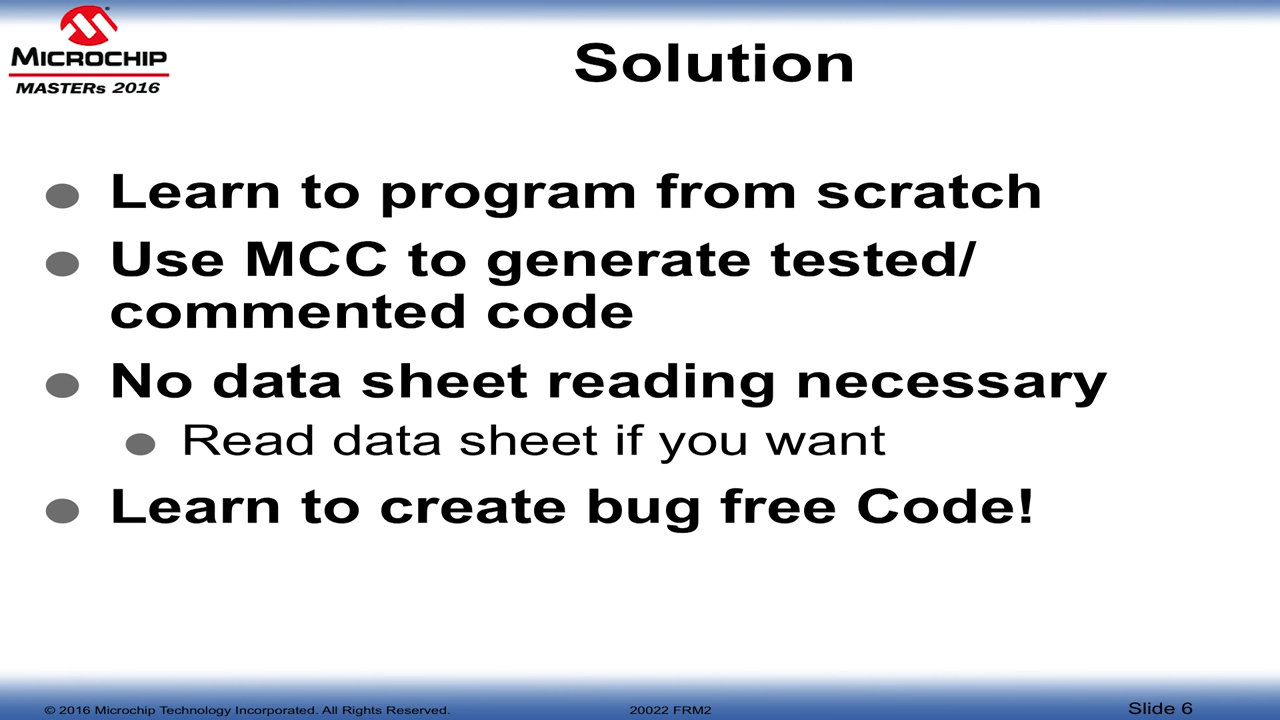 MICROCHIP
MASTERs 2016
Solution
Learn to program from scratch
Use MCC to generate tested/
commented code
No data sheet reading necessary
Read data sheet if you want
Learn to create bug free Code!
© 2016 Microchip Technology Incorporated. All Rights Reserved.
20022 FRM2
Slide 6